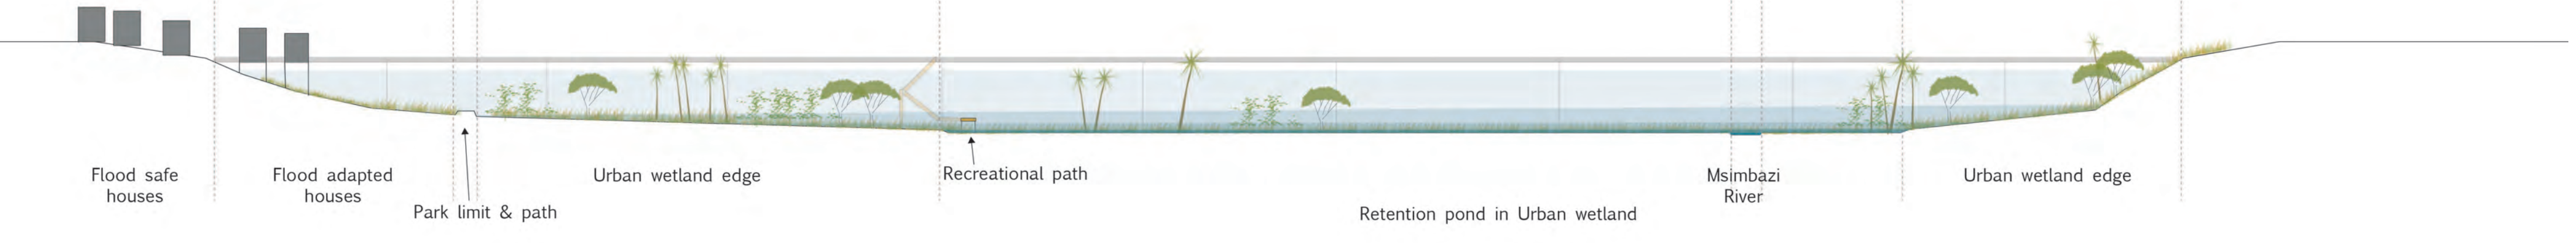 Flood safe
houses
Flood adapted
houses
Park limit & path
Urban wetland edge
Recreational path
Retention pond in Urban wetland
Msimbazi
River
Urban wetland edge